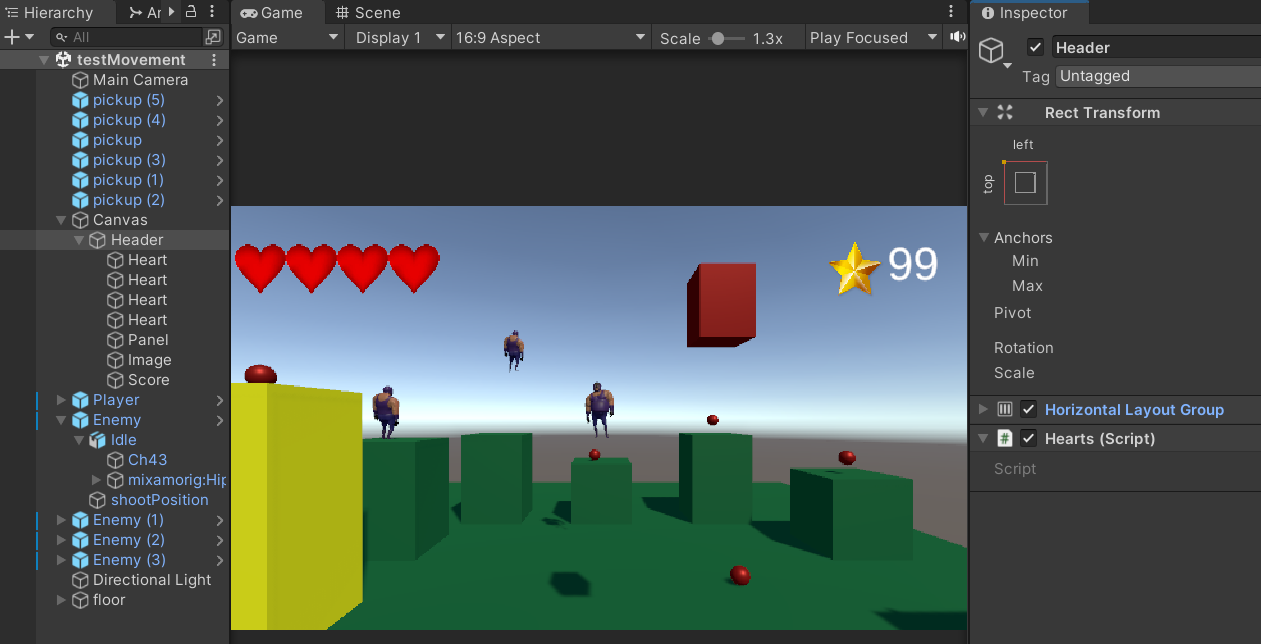 Hierarchy
All
testMovement
Main Camera
pickup (5)
pickup (4)
pickup
pickup (3)
pickup (1)
pickup (2)
Canvas
Header
Heart
Heart
Heart
Heart
Panel
Image
Score
Player
Enemy
Idle
Ch43
mixamorig:Hip
shootPosition
Enemy (1)
Enemy (2)
Enemy (3)
Directional Light
floor
Game
Scene
Game
Display 1
16:9 Aspect
Scale
1.3x
Play Focused
99
Inspector
Header
Tag Untagged
Rect Transform
left
top
Anchors
Min
Max
Pivot
Rotation
Scale
Horizontal Layout Group
# Hearts (Script)
Script